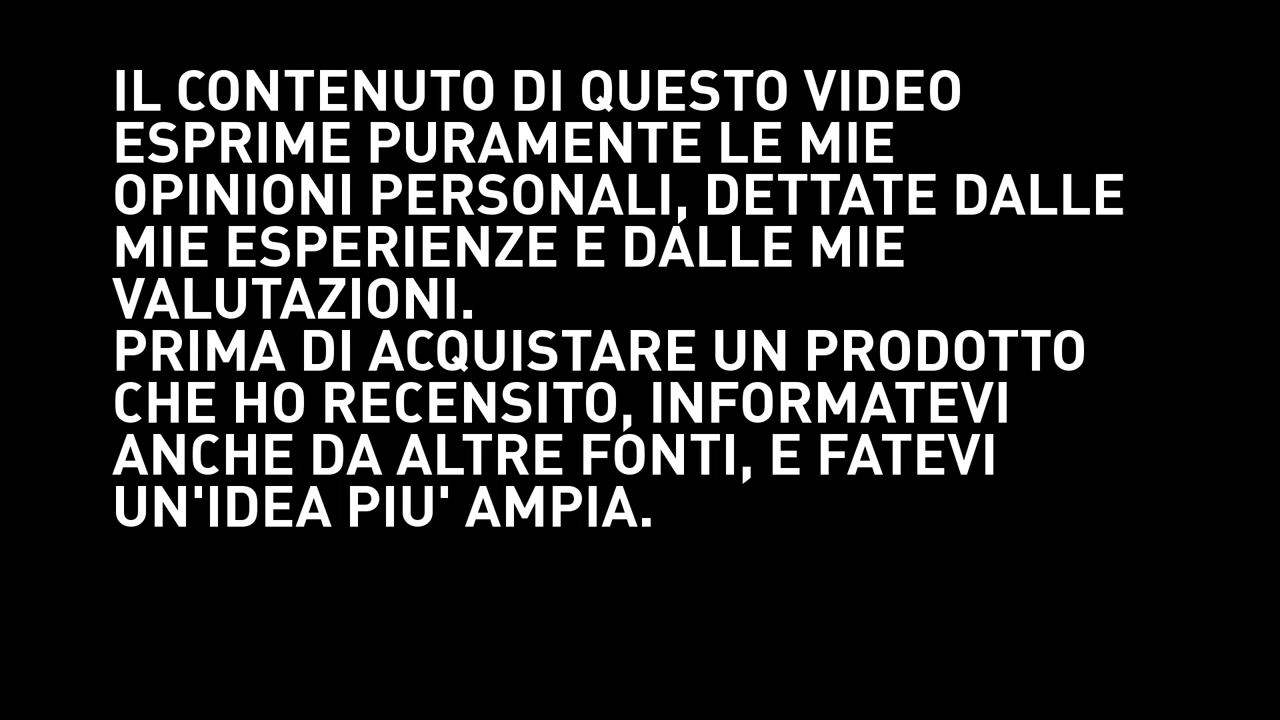 IL CONTENUTO DI QUESTO VIDEO
ESPRIME PURAMENTE LE MIE
OPINIONI PERSONALI, DETTATE DALLE
MIE ESPERIENZE E DALLE MIE
VALUTAZIONI.
PRIMA DI ACQUISTARE UN PRODOTTO
CHE HO RECENSITO, INFORMATEVI
ANCHE DA ALTRE FONTI, E FATEVI
UN'IDEA PIU' AMPIA.